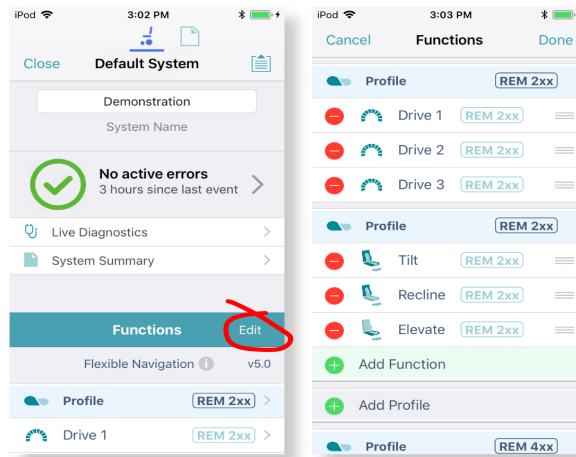 iPod 3:02 PM
Close Default System
Demonstration
System Name
No active errors
3 hours since last event
Live Diagnostics
System Summary
Functions Edit
Flexible Navigation i v5.0
Profile REM 2xx
Drive 1 REM 2xx
iPod 3:03 PM
Cancel Functions Done
Profile REM 2xx
Drive 1 REM 2xx
Drive 2 REM 2xx
Drive 3 REM 2xx
Profile REM 2xx
Tilt REM 2xx
Recline REM 2xx
Elevate REM 2xx
Add Function
Add Profile
Profile REM 4xx